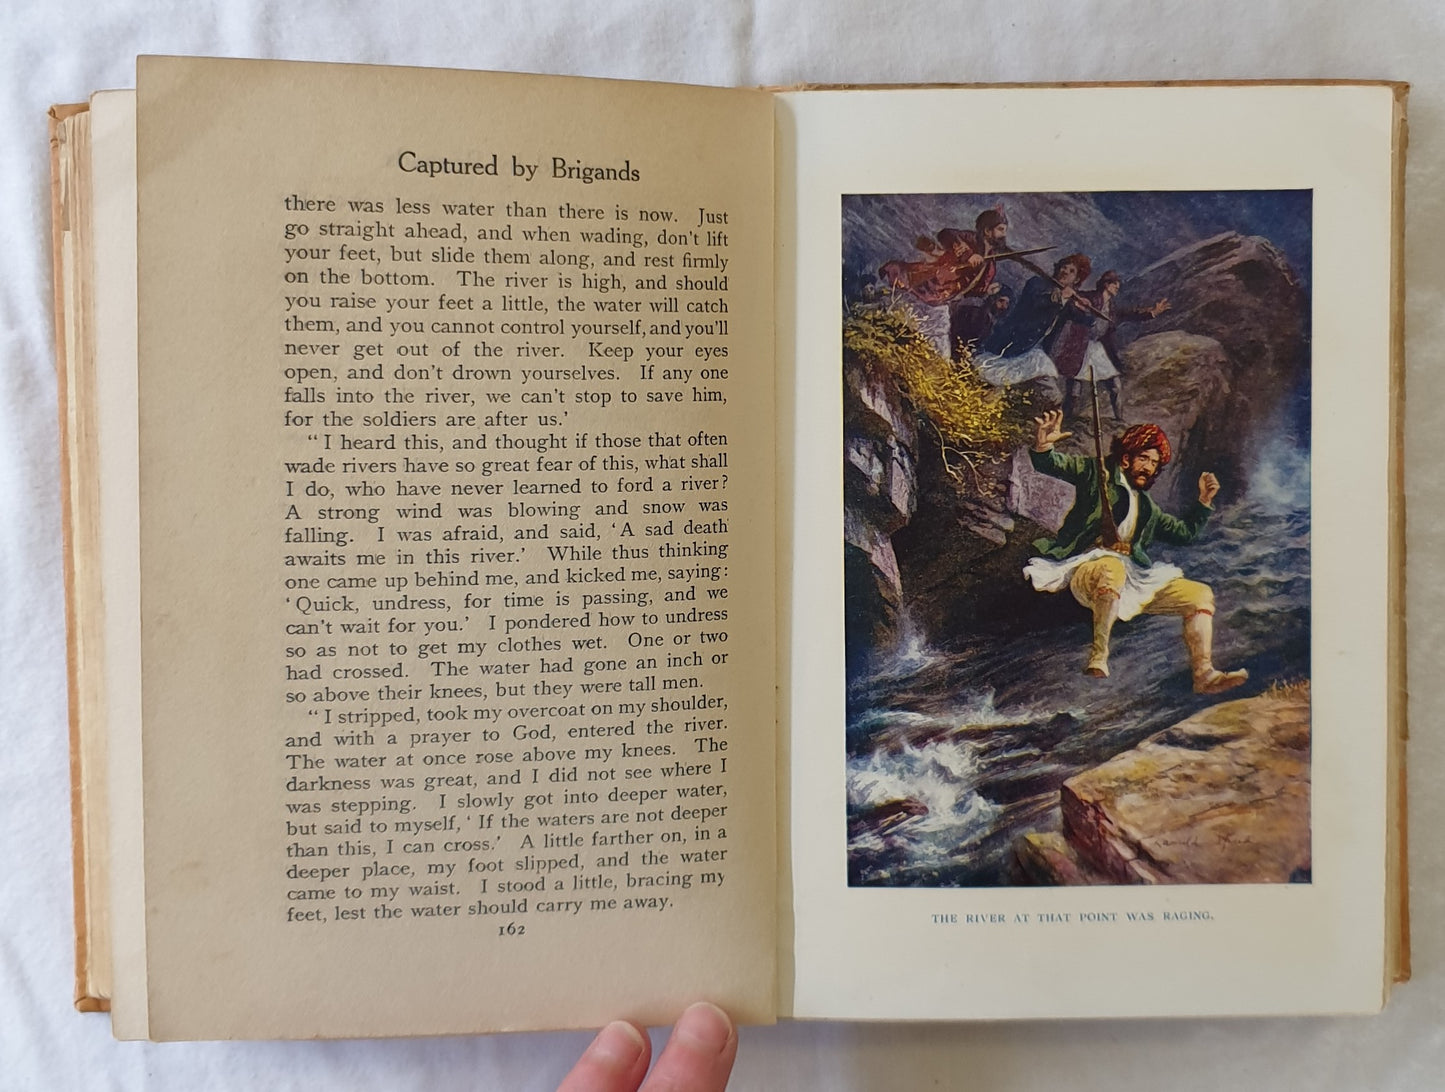 Captured by Brigands
there was less water than there is now. Just
go straight ahead, and when wading, don't lift
your feet, but slide them along, and rest firmly
on the bottom. The river is high, and should
you raise your feet a little, the water will catch
them, and you cannot control yourself, and you'll
never get out of the river. Keep your eyes
open, and don't drown yourselves. If any one
falls into the river, we can't stop to save him,
for the soldiers are after us.'
“I heard this, and thought if those that often
wade rivers have so great fear of this, what shall
I do, who have never learned to ford a river?
A strong wind was blowing and snow was
falling. I was afraid, and said, ‘A sad death
awaits me in this river.’ While thus thinking
one came up behind me, and kicked me, saying:
‘Quick, undress, for time is passing, and we
can't wait for you.’ I pondered how to undress
so as not to get my clothes wet. One or two
had crossed. The water had gone an inch or
so above their knees, but they were tall men.
“I stripped, took my overcoat on my shoulder,
and with a prayer to God, entered the river.
The water at once rose above my knees. The
darkness was great, and I did not see where I
was stepping. I slowly got into deeper water,
but said to myself, ‘If the waters are not deeper
than this, I can cross.’ A little farther on, in a
deeper place, my foot slipped, and the water
came to my waist. I stood a little, bracing my
feet, lest the water should carry me away.
162
THE RIVER AT THAT POINT WAS RAGING.